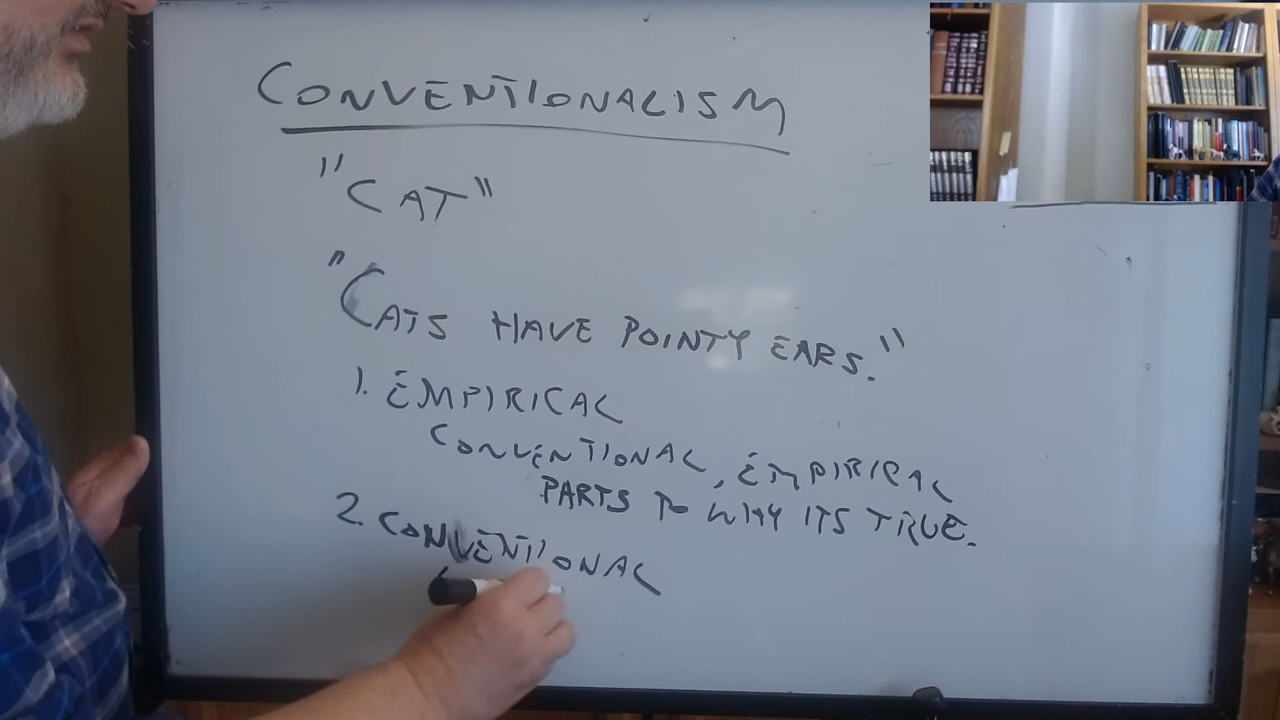 CONVENTIONALISM
"CAT"
"CATS HAVE POINTY EARS."
1. EMPIRICAL
CONVENTIONAL, EMPIRICAL
PARTS TO WHY ITS TRUE.
2. CONVENTIONAL